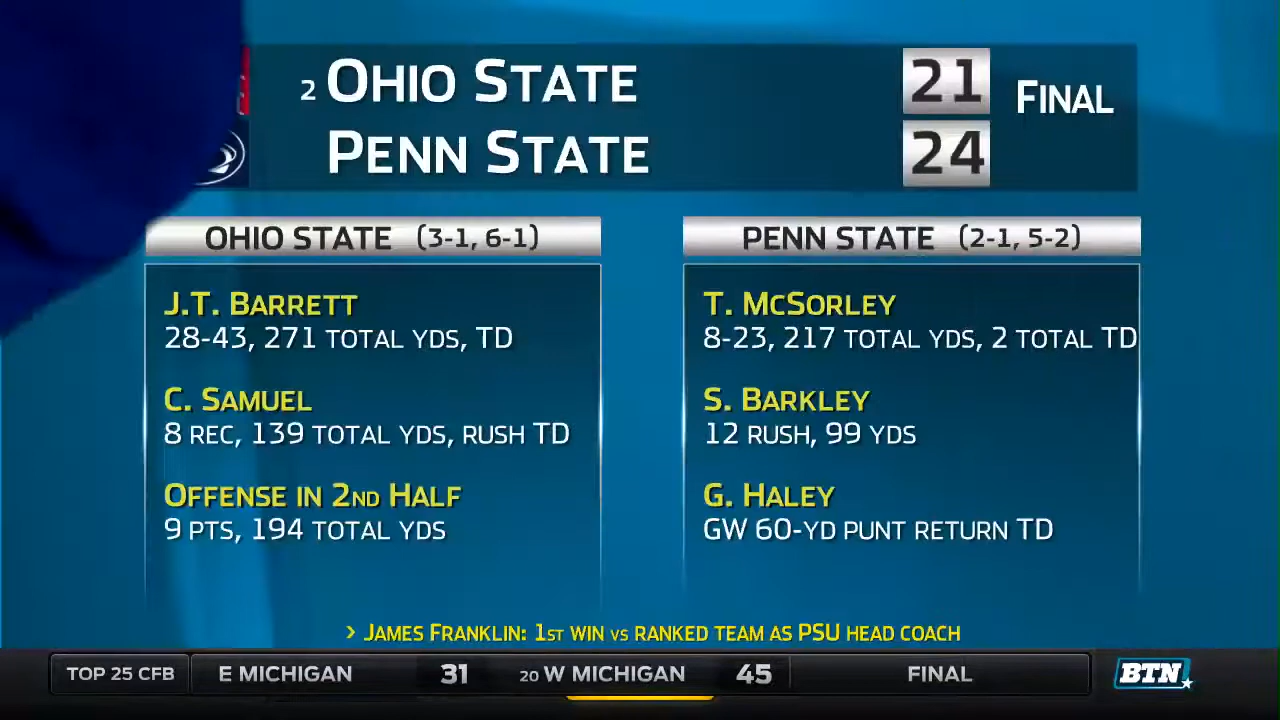 2 OHIO STATE 21 FINAL
PENN STATE 24
OHIO STATE (3-1, 6-1)
J.T. BARRETT
28-43, 271 TOTAL YDS, TD
C. SAMUEL
8 REC, 139 TOTAL YDS, RUSH TD
OFFENSE IN 2ND HALF
9 PTS, 194 TOTAL YDS
PENN STATE (2-1, 5-2)
T. MCSORLEY
8-23, 217 TOTAL YDS, 2 TOTAL TD
S. BARKLEY
12 RUSH, 99 YDS
G. HALEY
GW 60-YD PUNT RETURN TD
> JAMES FRANKLIN: 1ST WIN VS RANKED TEAM AS PSU HEAD COACH
TOP 25 CFB E MICHIGAN 31 20 W MICHIGAN 45 FINAL BTN